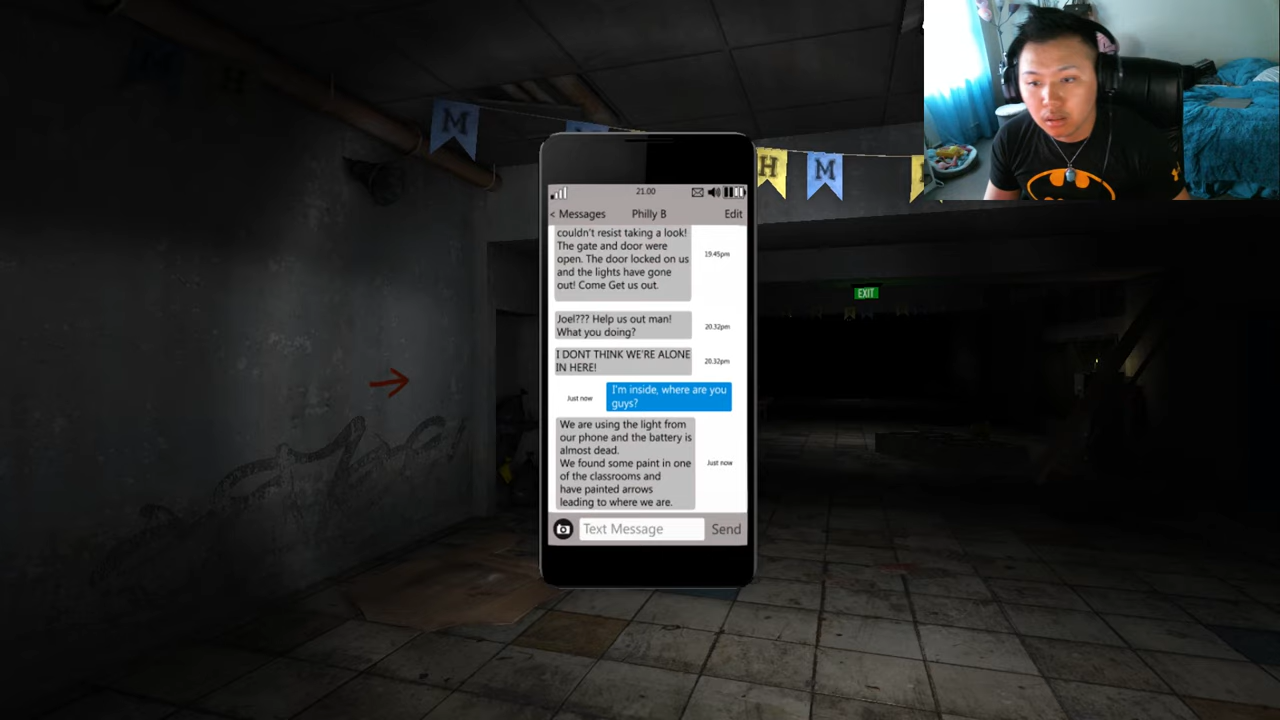 M
H
M
EXIT
21.00
< Messages
Philly B
Edit
couldn't resist taking a look!
The gate and door were
open. The door locked on us
and the lights have gone
out! Come Get us out.
19.45pm
Joel??? Help us out man!
What you doing?
20.32pm
I DONT THINK WE'RE ALONE
IN HERE!
20.32pm
Just now
I'm inside, where are you
guys?
We are using the light from
our phone and the battery is
almost dead.
We found some paint in one
of the classrooms and
have painted arrows
leading to where we are.
Just now
Text Message
Send